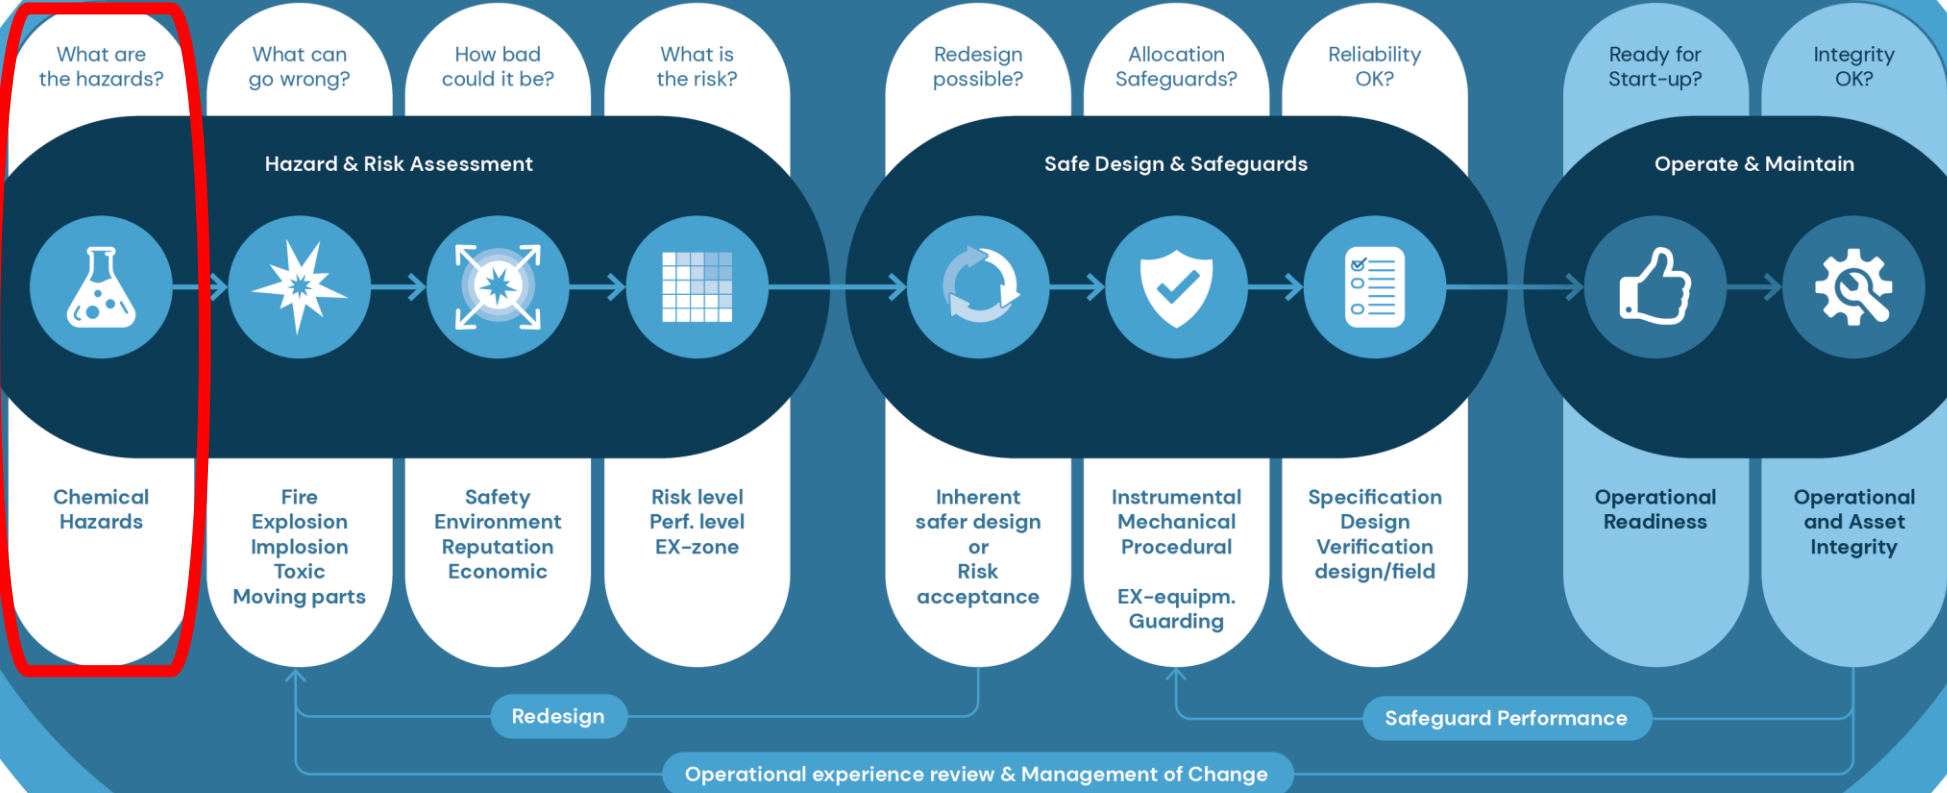 What are
the hazards?
What can
go wrong?
How bad
could it be?
What is
the risk?
Redesign
possible?
Allocation
Safeguards?
Reliability
OK?
Ready for
Start-up?
Integrity
OK?
Hazard & Risk Assessment
Safe Design & Safeguards
Operate & Maintain
Chemical
Hazards
Fire
Explosion
Implosion
Toxic
Moving parts
Safety
Environment
Reputation
Economic
Risk level
Perf. level
EX-zone
Inherent
safer design
or
Risk
acceptance
Instrumental
Mechanical
Procedural
EX-equipm.
Guarding
Specification
Design
Verification
design/field
Operational
Readiness
Operational
and Asset
Integrity
Redesign
Safeguard Performance
Operational experience review & Management of Change